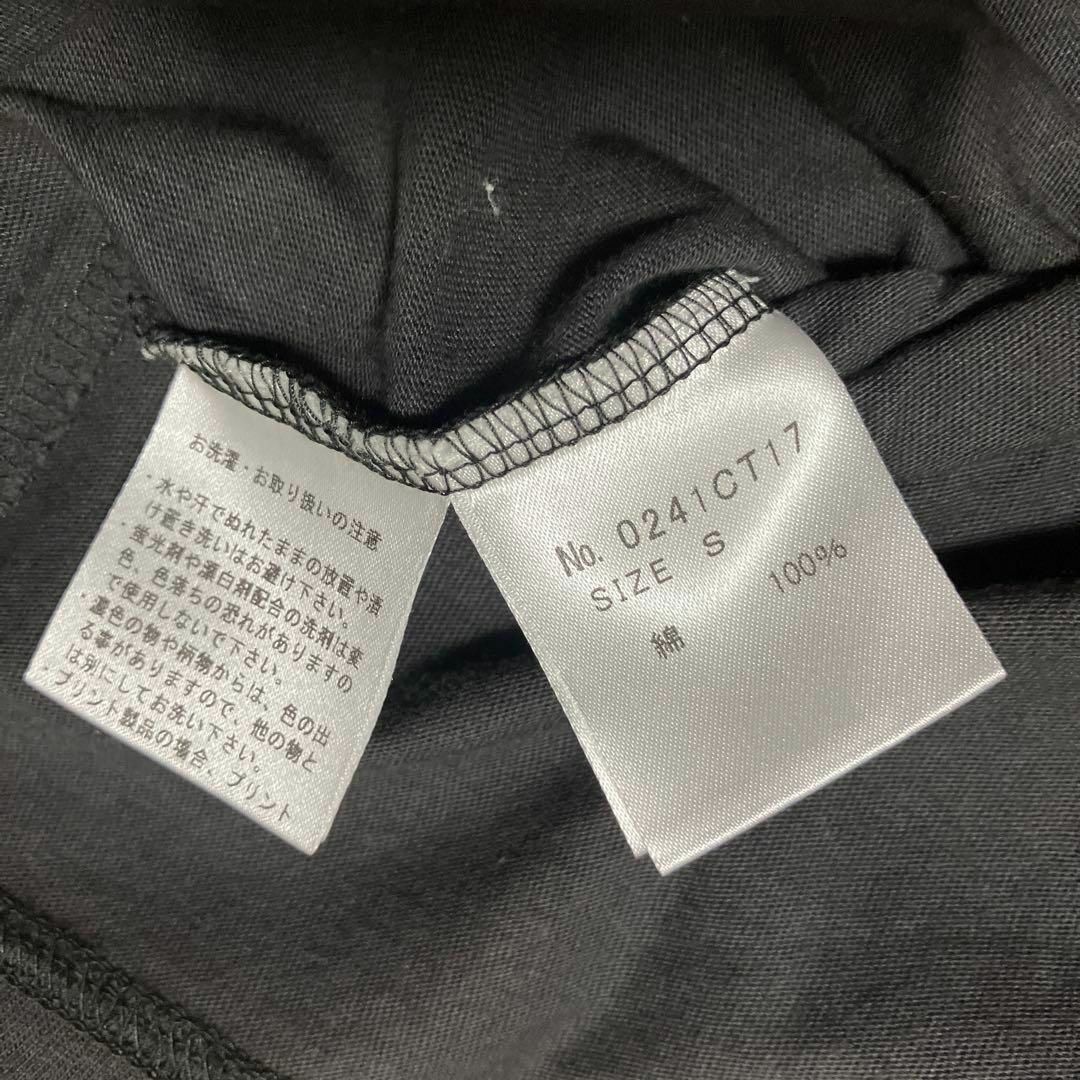 お洗濯・お取り扱いの注意
・水や汗でぬれたままの放置や漬
け置き洗いはお避け下さい。
・蛍光剤や漂白剤配合の洗剤は変
色、色落ちの恐れがありますの
で使用しないで下さい。
・濃色の物や柄物からは、色の出
る事がありますので、他の物と
は別にしてお洗い下さい。
プリント製品の場合、プリント
No. 0241CT17
SIZE S
綿 100%